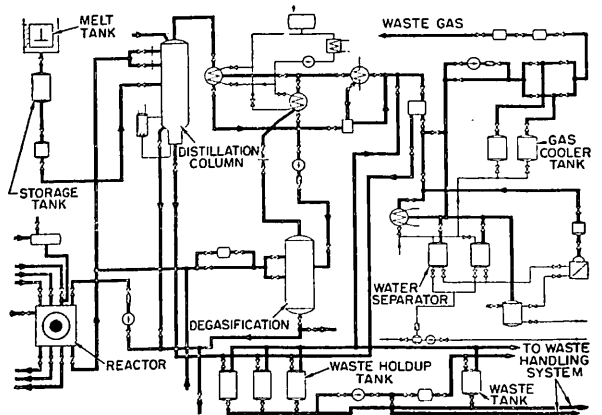 MELT
TANK
WASTE GAS
DISTILLATION
COLUMN
GAS
COOLER
TANK
STORAGE
TANK
WATER
SEPARATOR
DEGASIFICATION
REACTOR
WASTE HOLDUP
TANK
TO WASTE
HANDLING
SYSTEM
WASTE
TANK